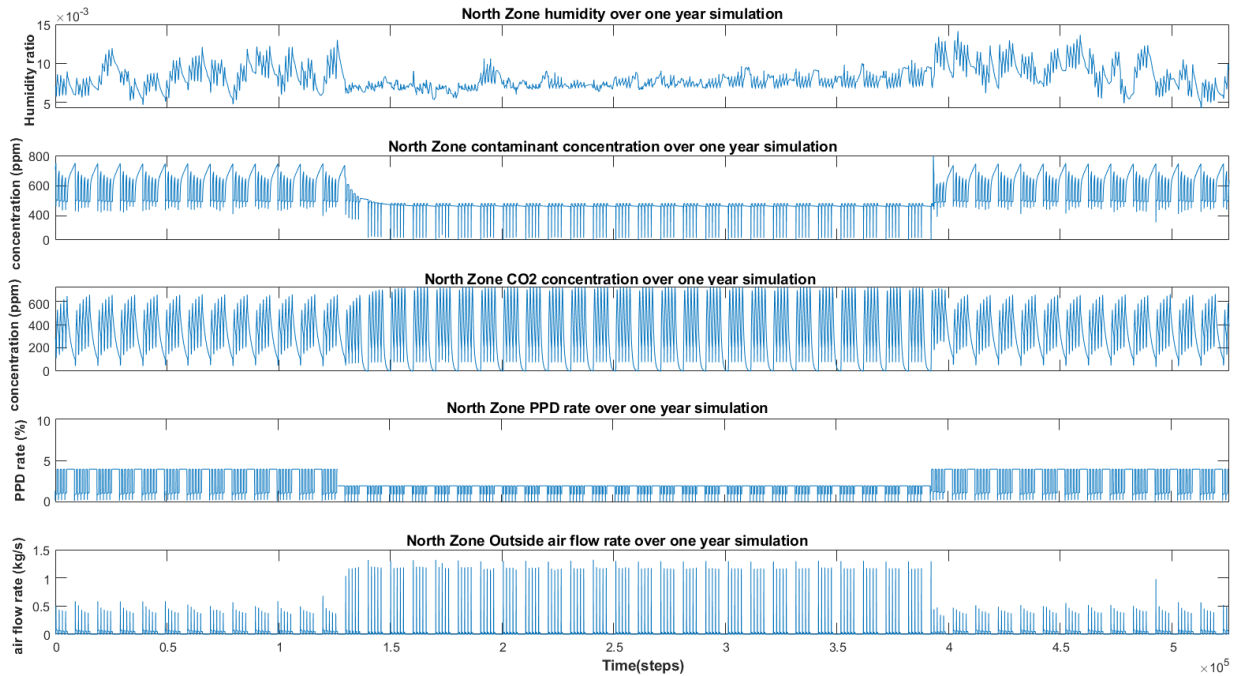 North Zone humidity over one year simulation
×10⁻³
15
10
5
Humidity ratio
North Zone contaminant concentration over one year simulation
800
600
400
0
concentration (ppm)
North Zone CO2 concentration over one year simulation
600
400
200
0
concentration (ppm)
North Zone PPD rate over one year simulation
10
5
0
PPD rate (%)
North Zone Outside air flow rate over one year simulation
1.5
1
0.5
0
air flow rate (kg/s)
0 0.5 1 1.5 2 2.5 3 3.5 4 4.5 5
Time(steps)
×10⁵